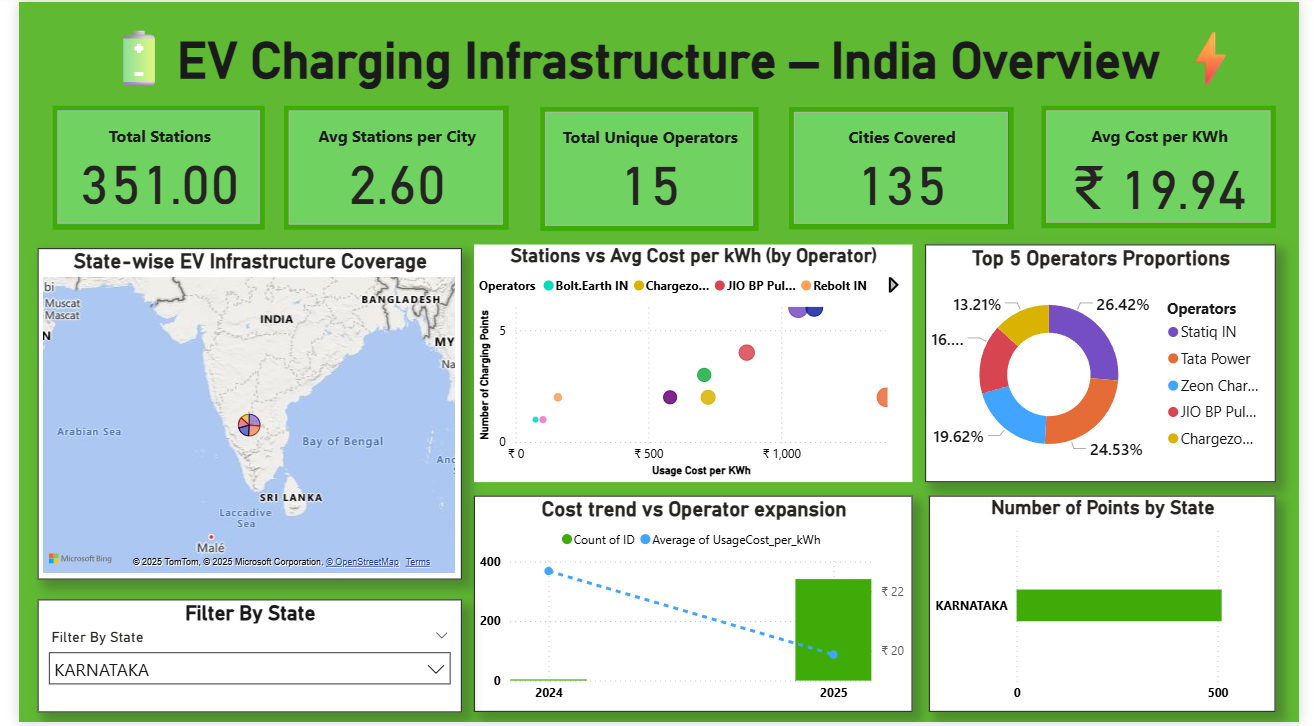 EV Charging Infrastructure – India Overview
Total Stations
351.00
Avg Stations per City
2.60
Total Unique Operators
15
Cities Covered
135
Avg Cost per KWh
₹ 19.94
State-wise EV Infrastructure Coverage
bi
Muscat
Mascat
N
INDIA
BANGLADESH
MY
Na
Arabian Sea
Bay of Bengal
Anc
S
SRI LANKA
Laccadive
Sea
Malé
Microsoft Bing
© 2025 TomTom, © 2025 Microsoft Corporation, © OpenStreetMap Terms
Filter By State
Filter By State
KARNATAKA
Stations vs Avg Cost per kWh (by Operator)
Operators Bolt.Earth IN Chargezo... JIO BP Pul... Rebolt IN
Number of Charging Points
5
0
₹ 0 ₹ 500 ₹ 1,000
Usage Cost per KWh
Cost trend vs Operator expansion
Count of ID Average of UsageCost_per_kWh
400
200
0
₹ 22
₹ 20
2024 2025
Top 5 Operators Proportions
13.21%
26.42%
16....
19.62%
24.53%
Operators
Statiq IN
Tata Power
Zeon Char...
JIO BP Pul...
Chargezo...
Number of Points by State
KARNATAKA
0 500